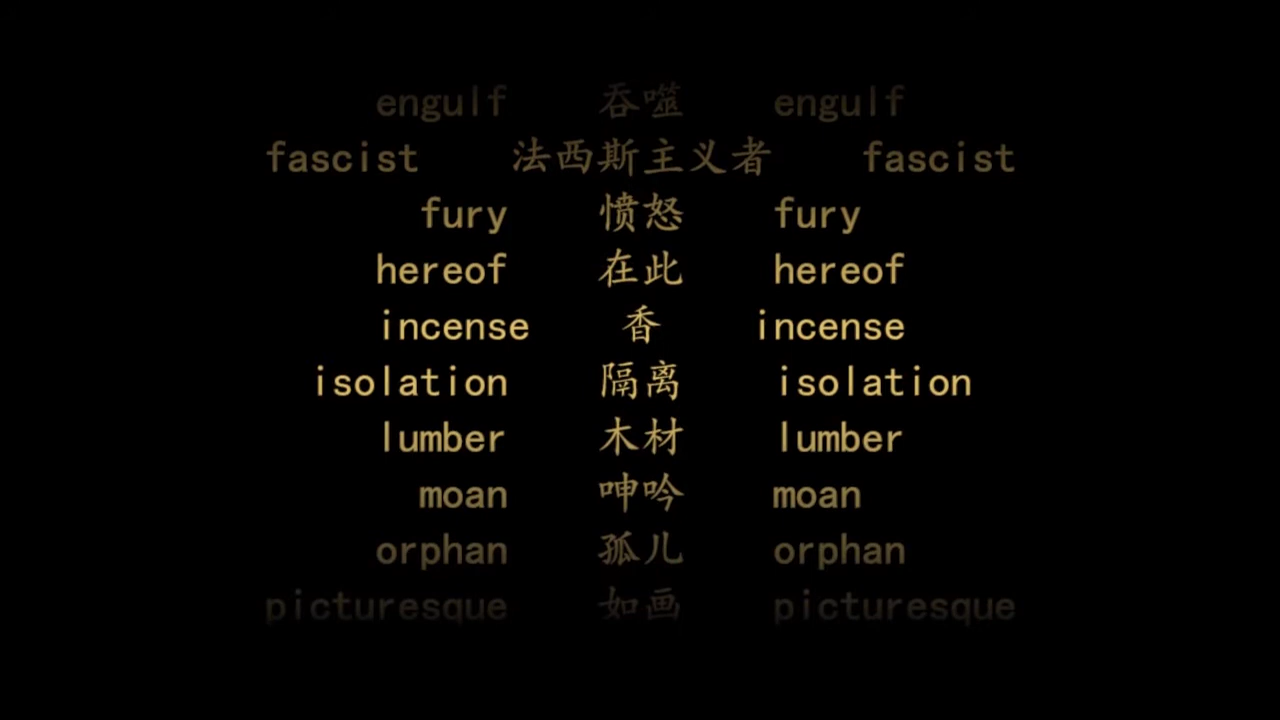 engulf 吞噬 engulf
fascist 法西斯主义者 fascist
fury 愤怒 fury
hereof 在此 hereof
incense 香 incense
isolation 隔离 isolation
lumber 木材 lumber
moan 呻吟 moan
orphan 孤儿 orphan
picturesque 如画 picturesque